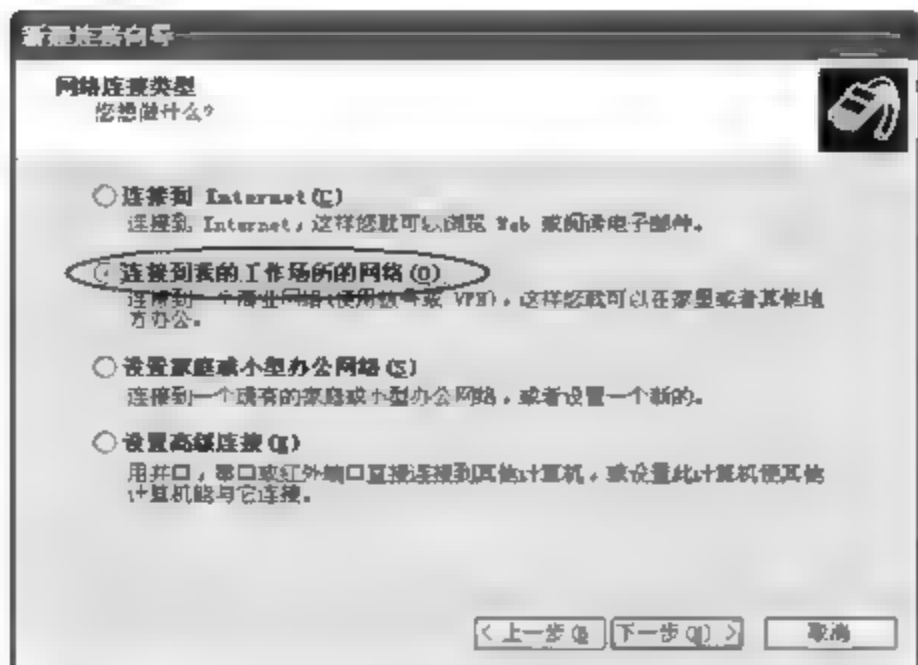 新建连接向导
网络连接类型
您想做什么?
连接到 Internet(C)
连接到 Internet，这样您就可以浏览 Web 或阅读电子邮件。
连接到我的工作场所的网络(O)
连接到一个商业网络(使用拨号或 VPN)，这样您就可以在家里或者其他地
方办公。
设置家庭或小型办公网络(S)
连接到一个现有的家庭或小型办公网络，或者设置一个新的。
设置高级连接(E)
用并口，串口或红外端口直接连接到其他计算机，或设置此计算机使其他
计算机能与它连接。
<上一步(B 下一步(N) > 取消